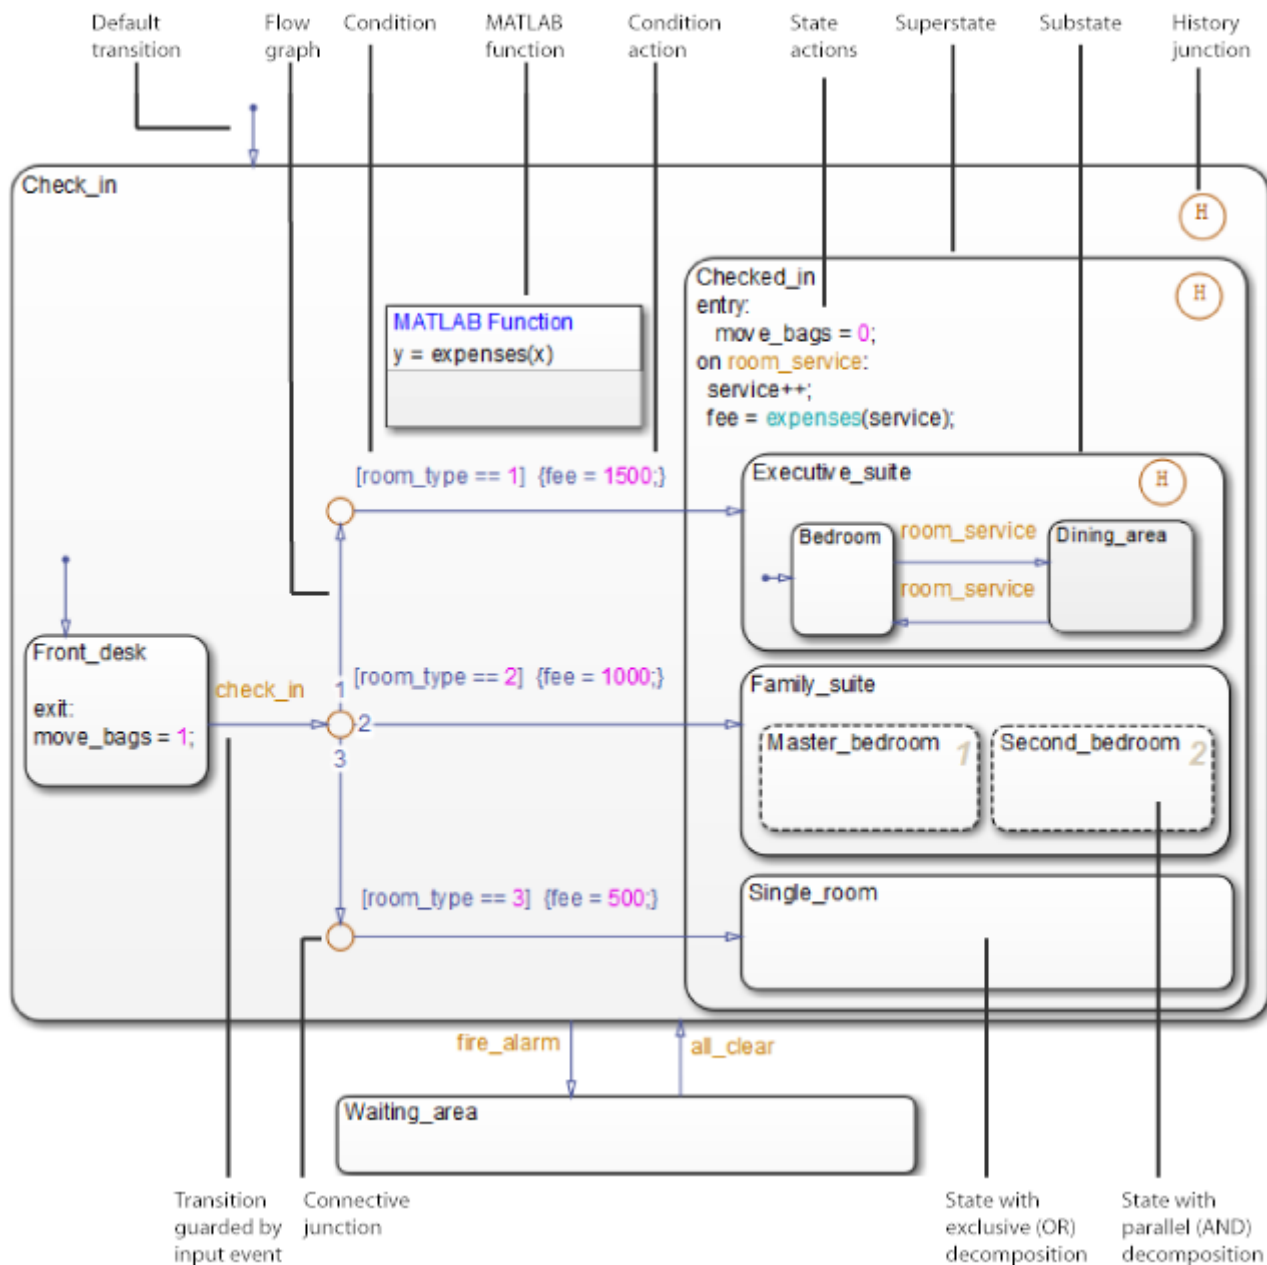 Default
transition
Flow
graph
Condition
MATLAB
function
Condition
action
State
actions
Superstate
Substate
History
junction
Check_in
H
Checked_in
entry:
move_bags = 0;
on room_service:
service++;
fee = expenses(service);
H
MATLAB Function
y = expenses(x)
[room_type == 1] {fee = 1500;}
Executive_suite
H
Bedroom
room_service
Dining_area
room_service
Front_desk
exit:
move_bags = 1;
check_in
1
2
3
[room_type == 2] {fee = 1000;}
Family_suite
Master_bedroom
1
Second_bedroom
2
[room_type == 3] {fee = 500;}
Single_room
fire_alarm
all_clear
Waiting_area
Transition
guarded by
input event
Connective
junction
State with
exclusive (OR)
decomposition
State with
parallel (AND)
decomposition